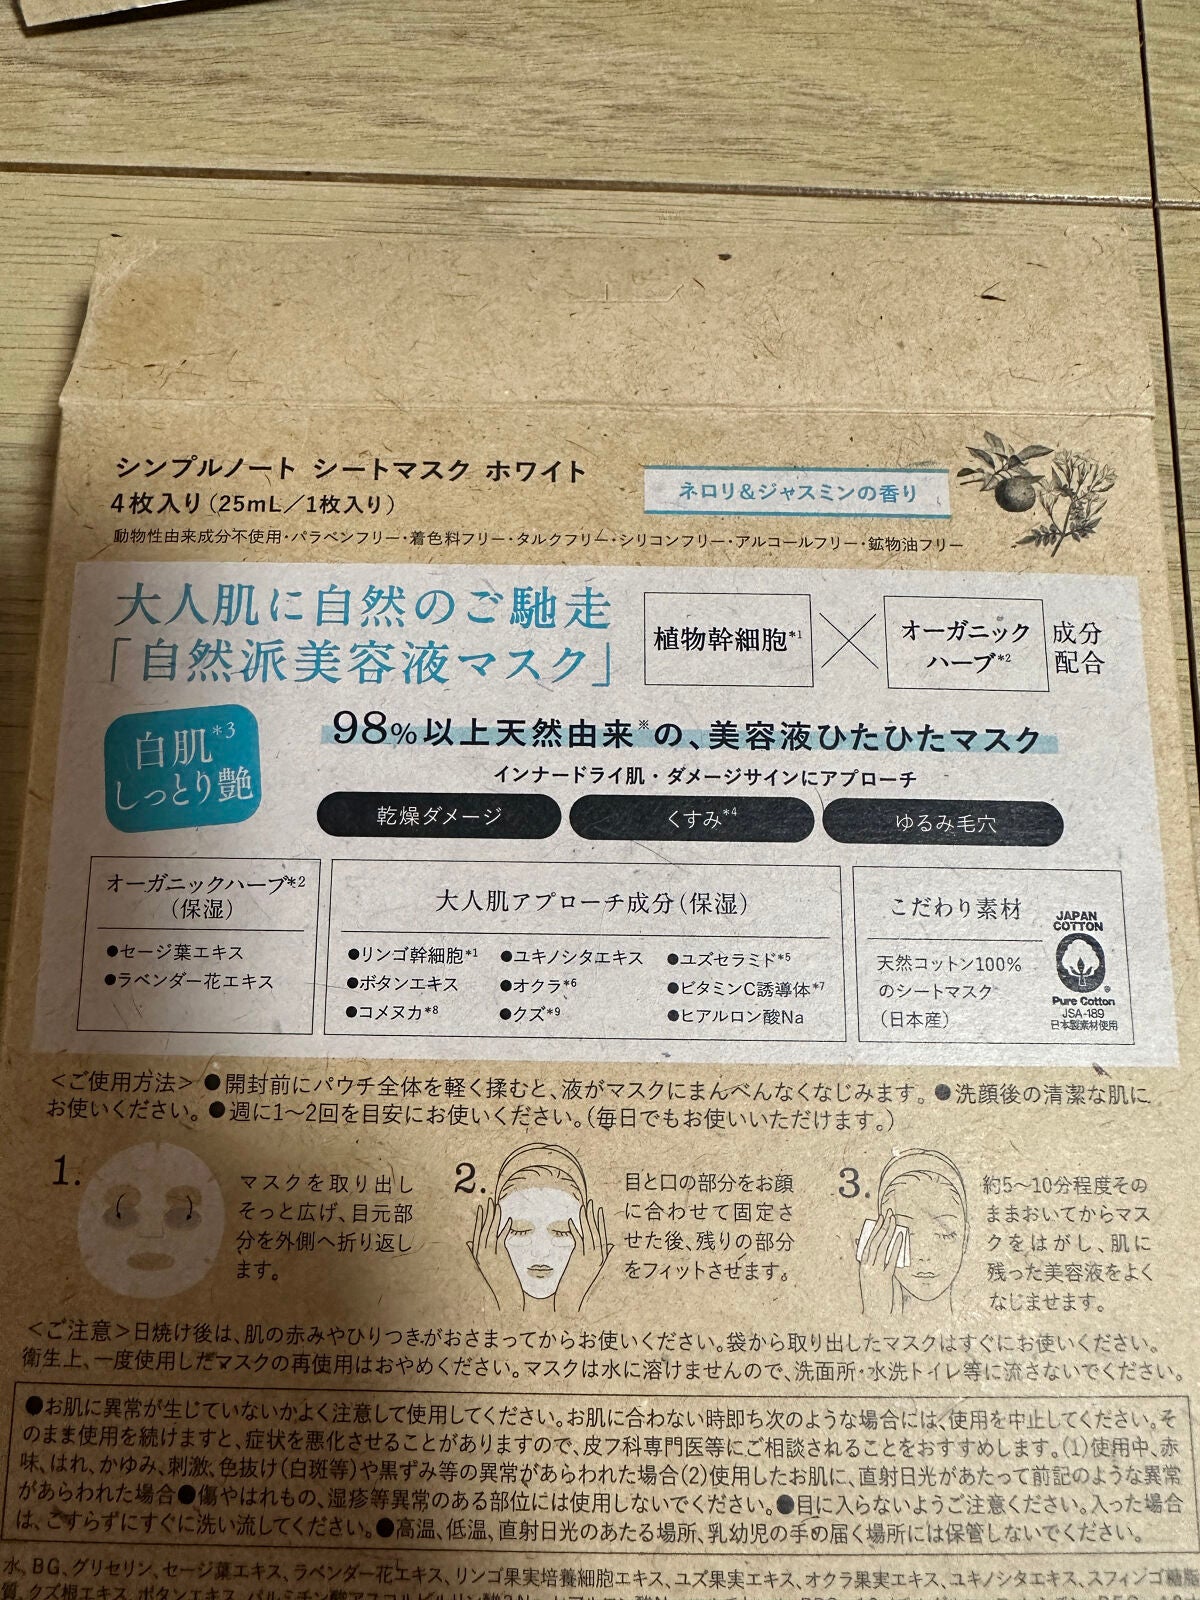 シンプルノート シートマスク ホワイト
4枚入り(25mL/1枚入り)
ネロリ&ジャスミンの香り
動物性由来成分不使用・パラベンフリー・着色料フリー・タルクフリー・シリコンフリー・アルコールフリー・鉱物油フリー
大人肌に自然のご馳走
「自然派美容液マスク」
植物幹細胞*1
オーガニック
ハーブ*2
成分
配合
白肌*3
しっとり艶
98%以上天然由来※の、美容液ひたひたマスク
インナードライ肌・ダメージサインにアプローチ
乾燥ダメージ
くすみ*4
ゆるみ毛穴
オーガニックハーブ*2
(保湿)
●セージ葉エキス
●ラベンダー花エキス
大人肌アプローチ成分(保湿)
●リンゴ幹細胞*1 ●ユキノシタエキス ●ユズセラミド*5
●ボタンエキス ●オクラ*6 ●ビタミンC誘導体*7
●コメヌカ*8 ●クズ*9 ●ヒアルロン酸Na
こだわり素材
天然コットン100%
のシートマスク
(日本産)
JAPAN
COTTON
®
Pure Cotton
JSA-189
日本製素材使用
<ご使用方法>●開封前にパウチ全体を軽く揉むと、液がマスクにまんべんなくなじみます。●洗顔後の清潔な肌に
お使いください。●週に1~2回を目安にお使いください。(毎日でもお使いいただけます。)
1.
マスクを取り出し
そっと広げ、目元部
分を外側へ折り返し
ます。
2.
目と口の部分をお顔
に合わせて固定さ
せた後、残りの部分
をフィットさせます。
3.
約5~10分程度その
ままおいてからマス
クをはがし、肌に
残った美容液をよく
なじませます。
<ご注意>日焼け後は、肌の赤みやひりつきがおさまってからお使いください。袋から取り出したマスクはすぐにお使いください。
衛生上、一度使用したマスクの再使用はおやめください。マスクは水に溶けませんので、洗面所・水洗トイレ等に流さないでください。
●お肌に異常が生じていないかよく注意して使用してください。お肌に合わない時即ち次のような場合には、使用を中止してください。そ
のまま使用を続けますと、症状を悪化させることがありますので、皮フ科専門医等にご相談されることをおすすめします。(1)使用中、赤
味、はれ、かゆみ、刺激、色抜け(白斑等)や黒ずみ等の異常があらわれた場合(2)使用したお肌に、直射日光があたって前記のような異常
があらわれた場合●傷やはれもの、湿疹等異常のある部位には使用しないでください。●目に入らないようご注意ください。入った場合
は、こすらずにすぐに洗い流してください。●高温、低温、直射日光のあたる場所、乳幼児の手の届く場所には保管しないでください。
水、BG、グリセリン、セージ葉エキス、ラベンダー花エキス、リンゴ果実培養細胞エキス、ユズ果実エキス、オクラ果実エキス、ユキノシタエキス、スフィンゴ糖脂
質、クズ根エキス、ボタンエキス、パルミチン酸アスコルビルリン酸3Na、ヒアルロン酸Na